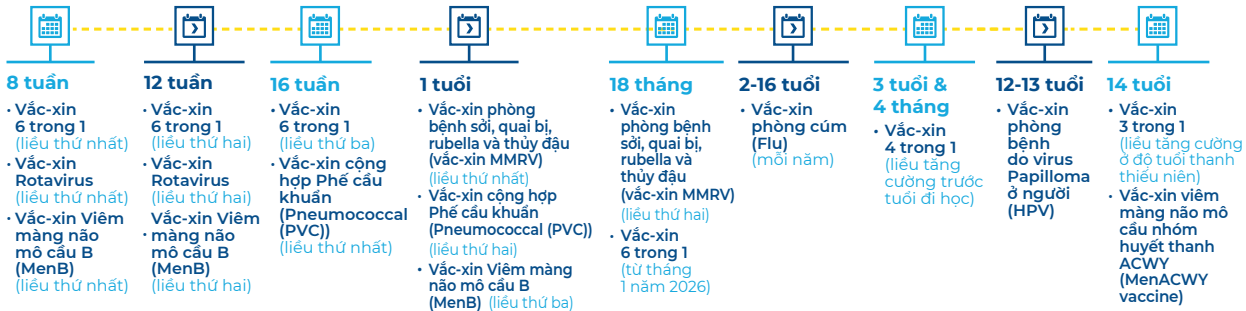 8 tuần
• Vắc-xin
6 trong 1
(liều thứ nhất)
• Vắc-xin
Rotavirus
(liều thứ nhất)
• Vắc-xin Viêm
màng não
mô cầu B
(MenB)
(liều thứ nhất)
12 tuần
• Vắc-xin
6 trong 1
(liều thứ hai)
• Vắc-xin
Rotavirus
(liều thứ hai)
Vắc-xin Viêm
• màng não
mô cầu B
(MenB)
(liều thứ hai)
16 tuần
• Vắc-xin
6 trong 1
(liều thứ ba)
• Vắc-xin cộng
hợp Phế cầu
khuẩn
(Pneumococcal
(PVC))
(liều thứ nhất)
1 tuổi
• Vắc-xin phòng
bệnh sởi, quai bị,
rubella và thủy đậu
(vắc-xin MMRV)
(liều thứ nhất)
• Vắc-xin cộng hợp
Phế cầu khuẩn
(Pneumococcal (PVC))
(liều thứ hai)
• Vắc-xin Viêm màng
não mô cầu B
(MenB) (liều thứ ba)
18 tháng
• Vắc-xin
phòng bệnh
sởi, quai bị,
rubella và
thủy đậu
(vắc-xin MMRV)
(liều thứ hai)
• Vắc-xin
6 trong 1
(từ tháng
1 năm 2026)
2-16 tuổi
• Vắc-xin
phòng cúm
(Flu)
(mỗi năm)
3 tuổi &
4 tháng
• Vắc-xin
4 trong 1
(liều tăng
cường trước
tuổi đi học)
12-13 tuổi
• Vắc-xin
phòng
bệnh
do virus
Papilloma
ở người
(HPV)
14 tuổi
• Vắc-xin
3 trong 1
(liều tăng cường
ở độ tuổi thanh
thiếu niên)
• Vắc-xin viêm
màng não mô
cầu nhóm
huyết thanh
ACWY
(MenACWY
vaccine)